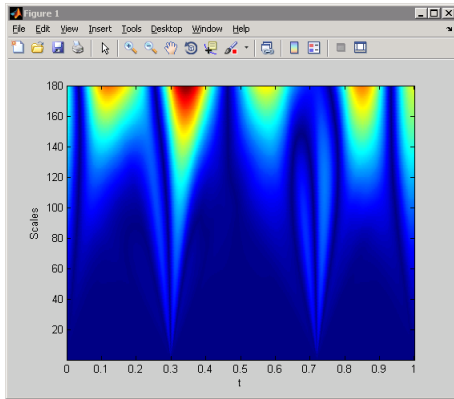 Figure 1
File Edit View Insert Tools Desktop Window Help
180
160
140
120
100
80
60
40
20
Scales
0 0.1 0.2 0.3 0.4 0.5 0.6 0.7 0.8 0.9 1
t